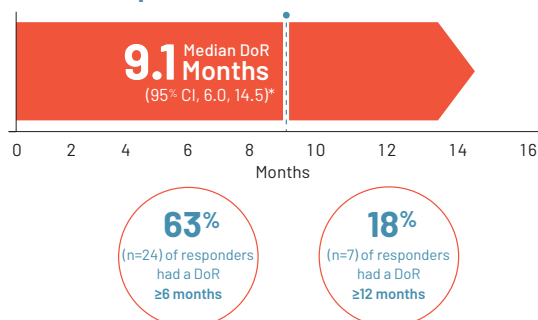 9.1 Median DoR
Months
(95% CI, 6.0, 14.5)*
0 2 4 6 8 10 12 14 16
Months
63%
(n=24) of responders
had a DoR
≥6 months
18%
(n=7) of responders
had a DoR
≥12 months